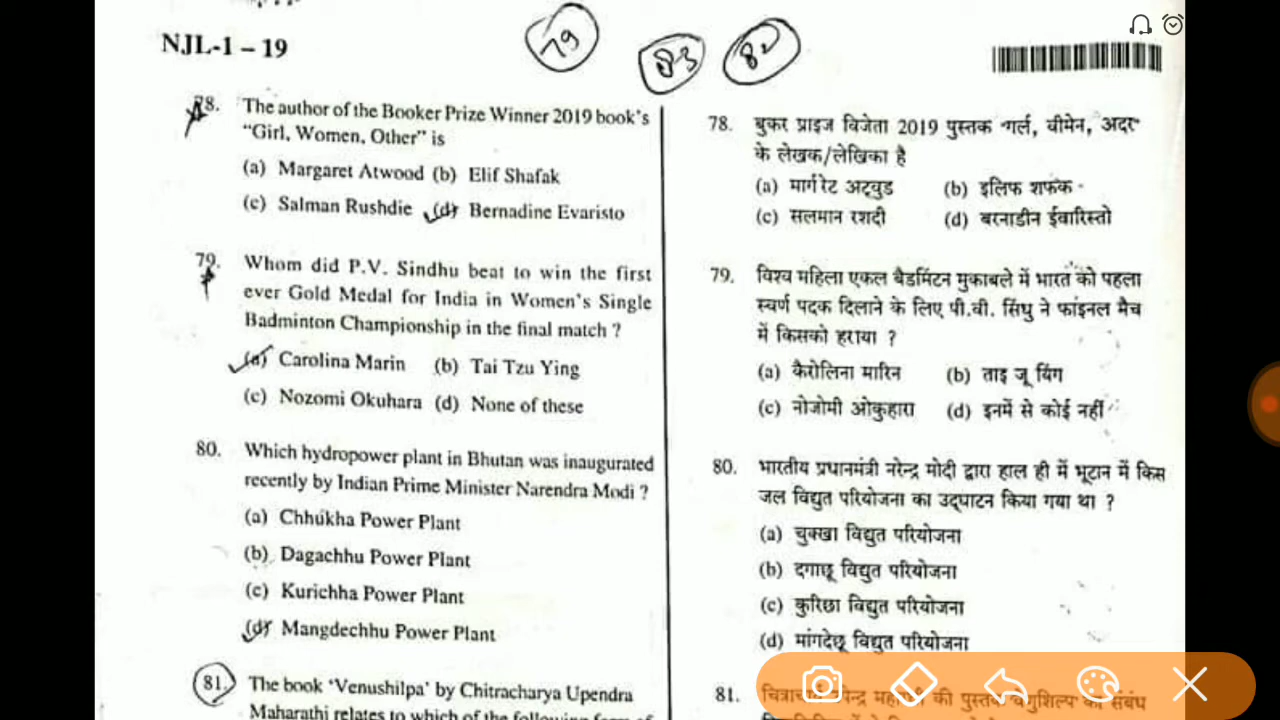 NJL-1 – 19
79
83
82
78. The author of the Booker Prize Winner 2019 book's
"Girl, Women, Other" is
(a) Margaret Atwood (b) Elif Shafak
(c) Salman Rushdie (d) Bernadine Evaristo
79. Whom did P.V. Sindhu beat to win the first
ever Gold Medal for India in Women's Single
Badminton Championship in the final match ?
(a) Carolina Marin (b) Tai Tzu Ying
(c) Nozomi Okuhara (d) None of these
80. Which hydropower plant in Bhutan was inaugurated
recently by Indian Prime Minister Narendra Modi ?
(a) Chhukha Power Plant
(b) Dagachhu Power Plant
(c) Kurichha Power Plant
(d) Mangdechhu Power Plant
81. The book 'Venushilpa' by Chitracharya Upendra
Maharathi relates to which of the following form of
78. बुकर प्राइज विजेता 2019 पुस्तक गर्ल, वीमेन, अदर
के लेखक/लेखिका है
(a) मार्गरेट अट्वुड (b) इलिफ शफक
(c) सलमान रशदी (d) बरनाडीन ईवारिस्तो
79. विश्व महिला एकल बैडमिंटन मुकाबले में भारत को पहला
स्वर्ण पदक दिलाने के लिए पी.वी. सिंधु ने फाइनल मैच
में किसको हराया ?
(a) कैरोलिना मारिन (b) ताइ जू यिंग
(c) नोजोमी ओकुहारा (d) इनमें से कोई नहीं
80. भारतीय प्रधानमंत्री नरेन्द्र मोदी द्वारा हाल ही में भूटान में किस
जल विद्युत परियोजना का उद्घाटन किया गया था ?
(a) चुक्खा विद्युत परियोजना
(b) दगाछू विद्युत परियोजना
(c) कुरिछा विद्युत परियोजना
(d) मांगदेछू विद्युत परियोजना
81. की पुस्तक का संबंध